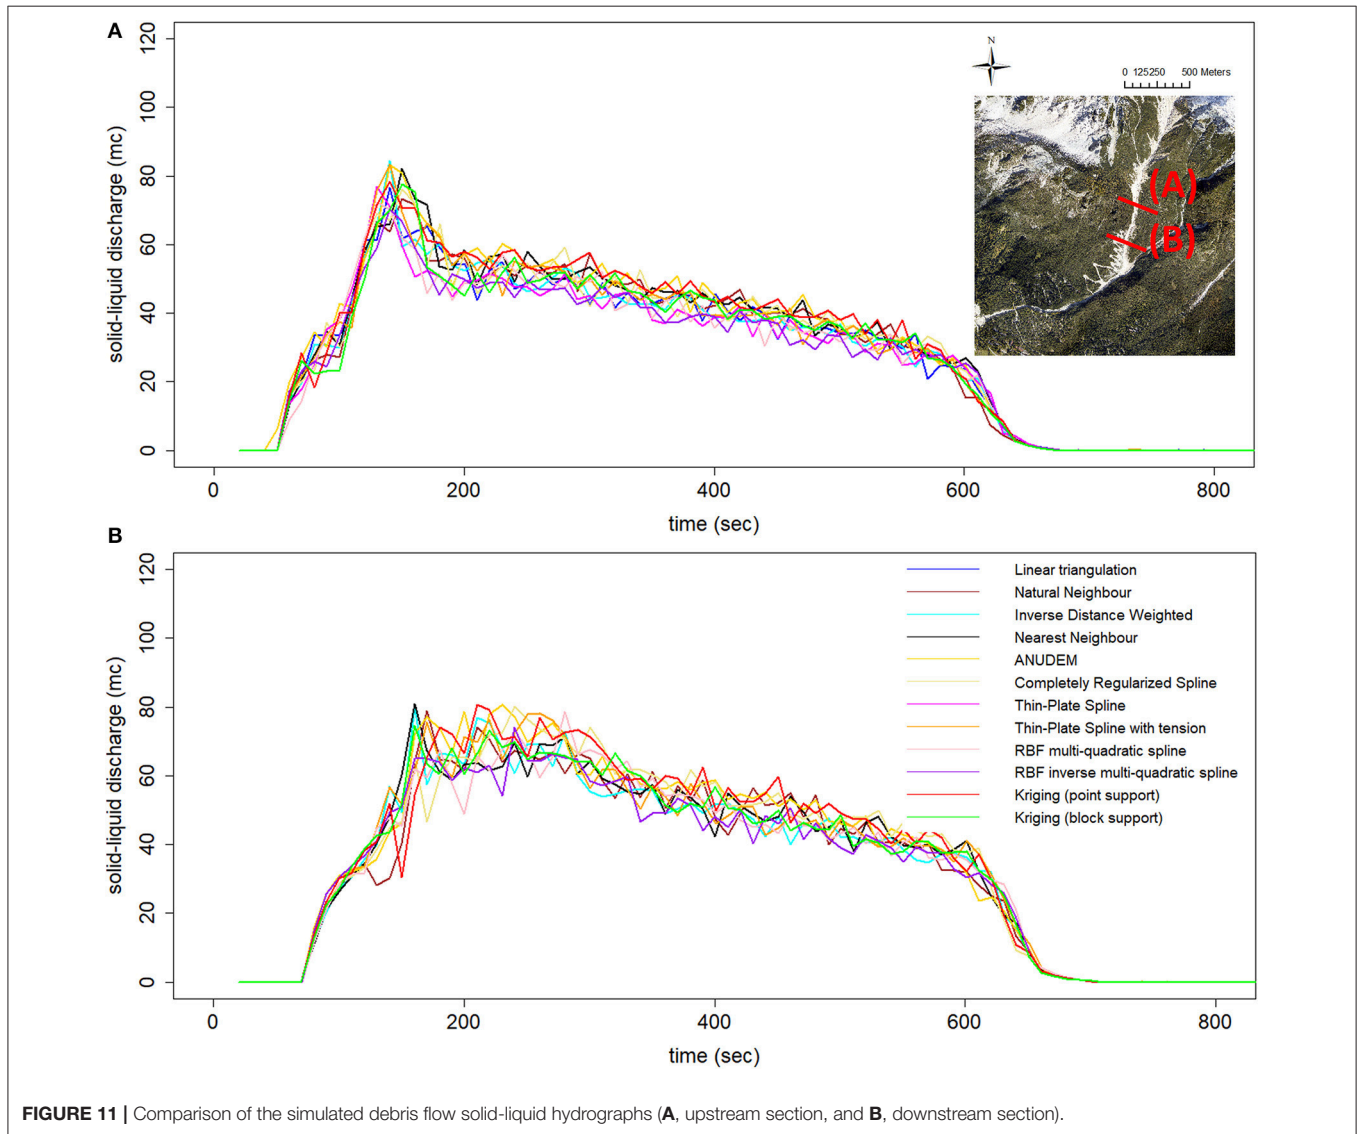 A
120
100
80
60
40
20
0
solid-liquid discharge (mc)
N
0 125250 500 Meters
(A)
(B)
0 200 400 600 800
time (sec)
B
120
100
80
60
40
20
0
solid-liquid discharge (mc)
Linear triangulation
Natural Neighbour
Inverse Distance Weighted
Nearest Neighbour
ANUDEM
Completely Regularized Spline
Thin-Plate Spline
Thin-Plate Spline with tension
RBF multi-quadratic spline
RBF inverse multi-quadratic spline
Kriging (point support)
Kriging (block support)
0 200 400 600 800
time (sec)
FIGURE 11 | Comparison of the simulated debris flow solid-liquid hydrographs (A, upstream section, and B, downstream section).